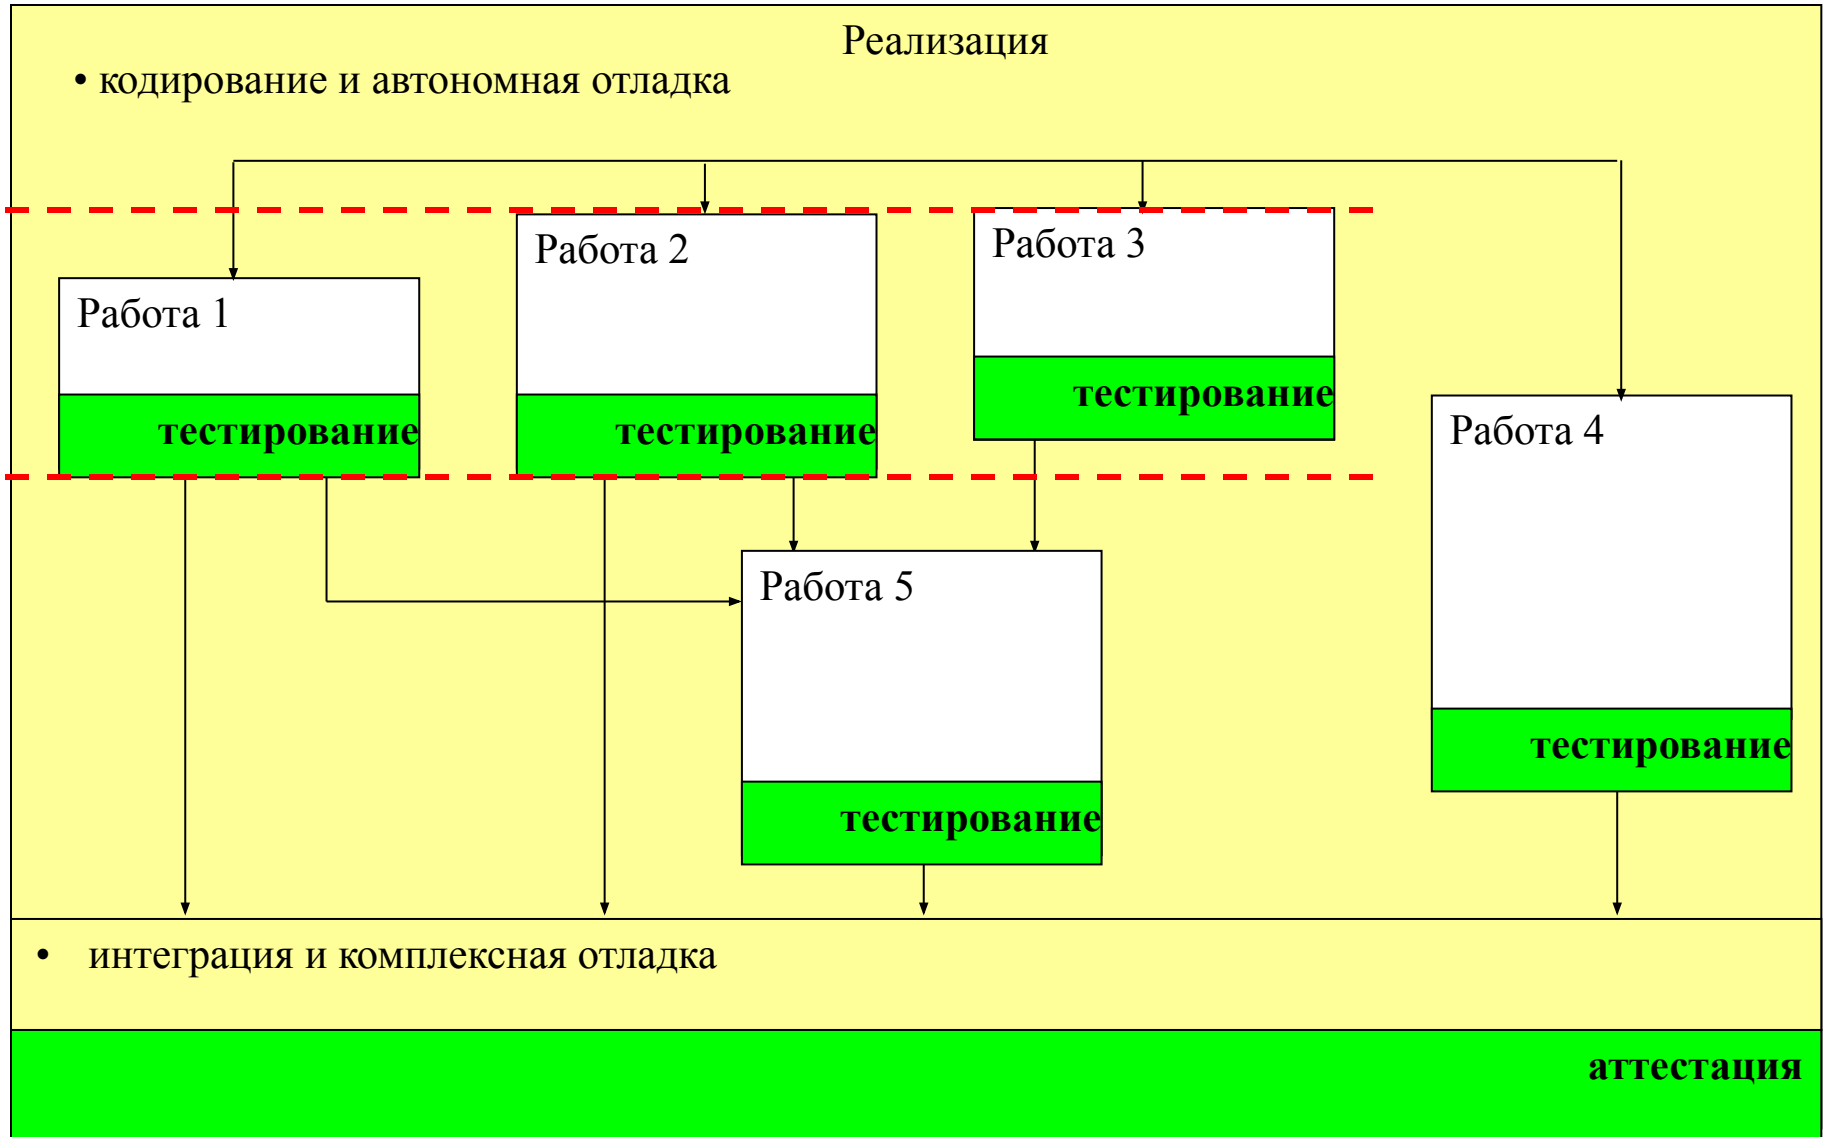 Реализация
• кодирование и автономная отладка
Работа 1
тестирование
Работа 2
тестирование
Работа 3
тестирование
Работа 4
тестирование
Работа 5
тестирование
• интеграция и комплексная отладка
аттестация